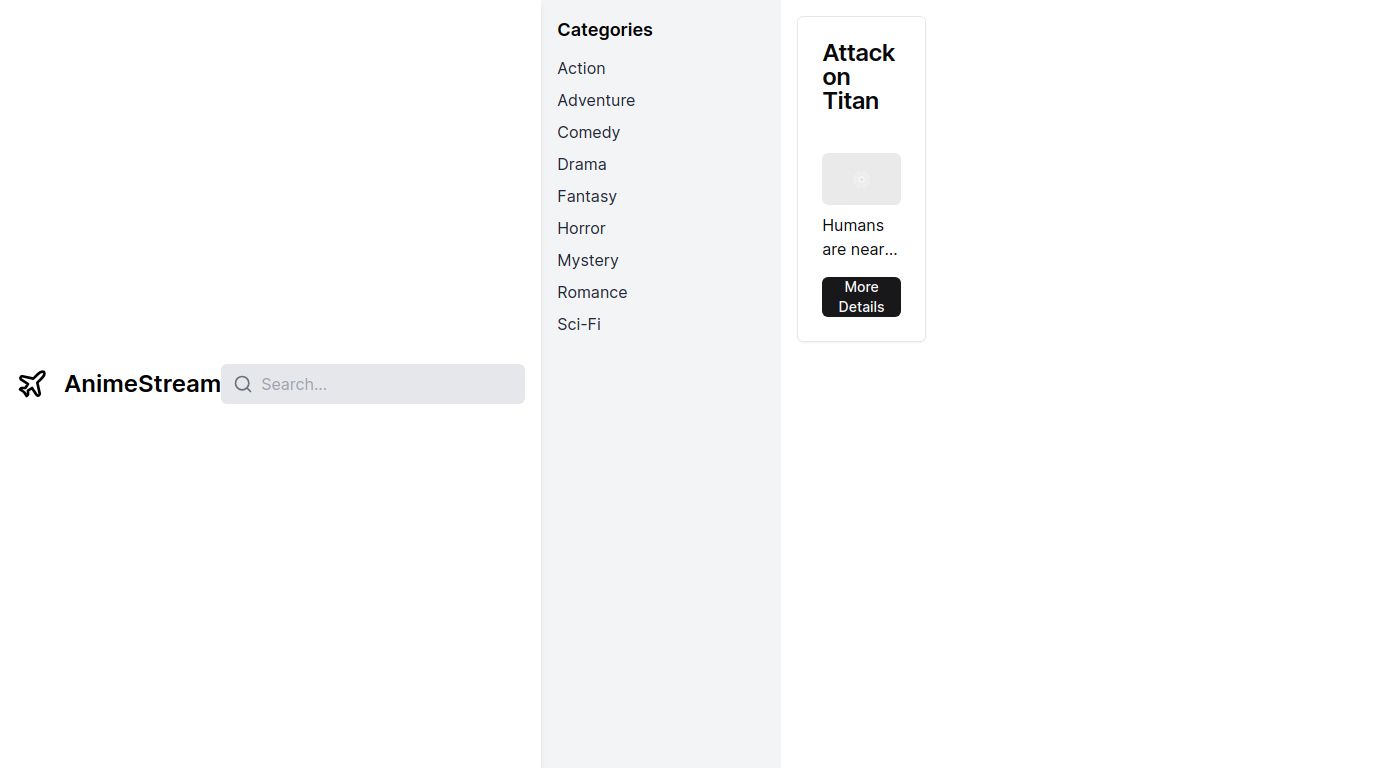 AnimeStream
Search...
Categories
Action
Adventure
Comedy
Drama
Fantasy
Horror
Mystery
Romance
Sci-Fi
Attack
on
Titan
Humans
are near...
More
Details